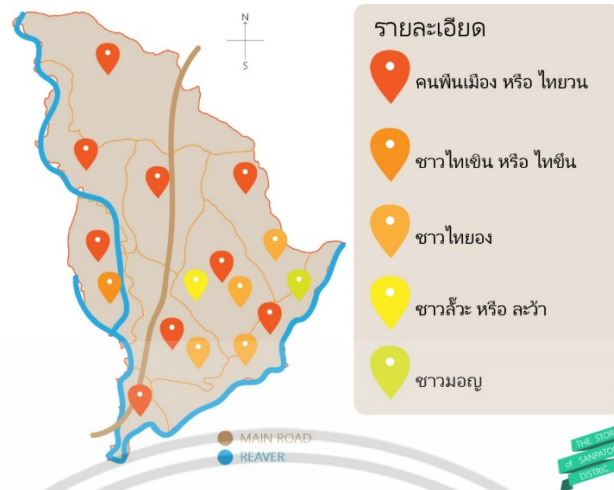 N
S
รายละเอียด
คนพื้นเมือง หรือ ไทยวน
ชาวไทเขิน หรือ ไทขึน
ชาวไทยอง
ชาวลั๊วะ หรือ ละว้า
ชาวมอญ
MAIN ROAD
REAVER
THE STOR
of SANPATO
DISTRIC